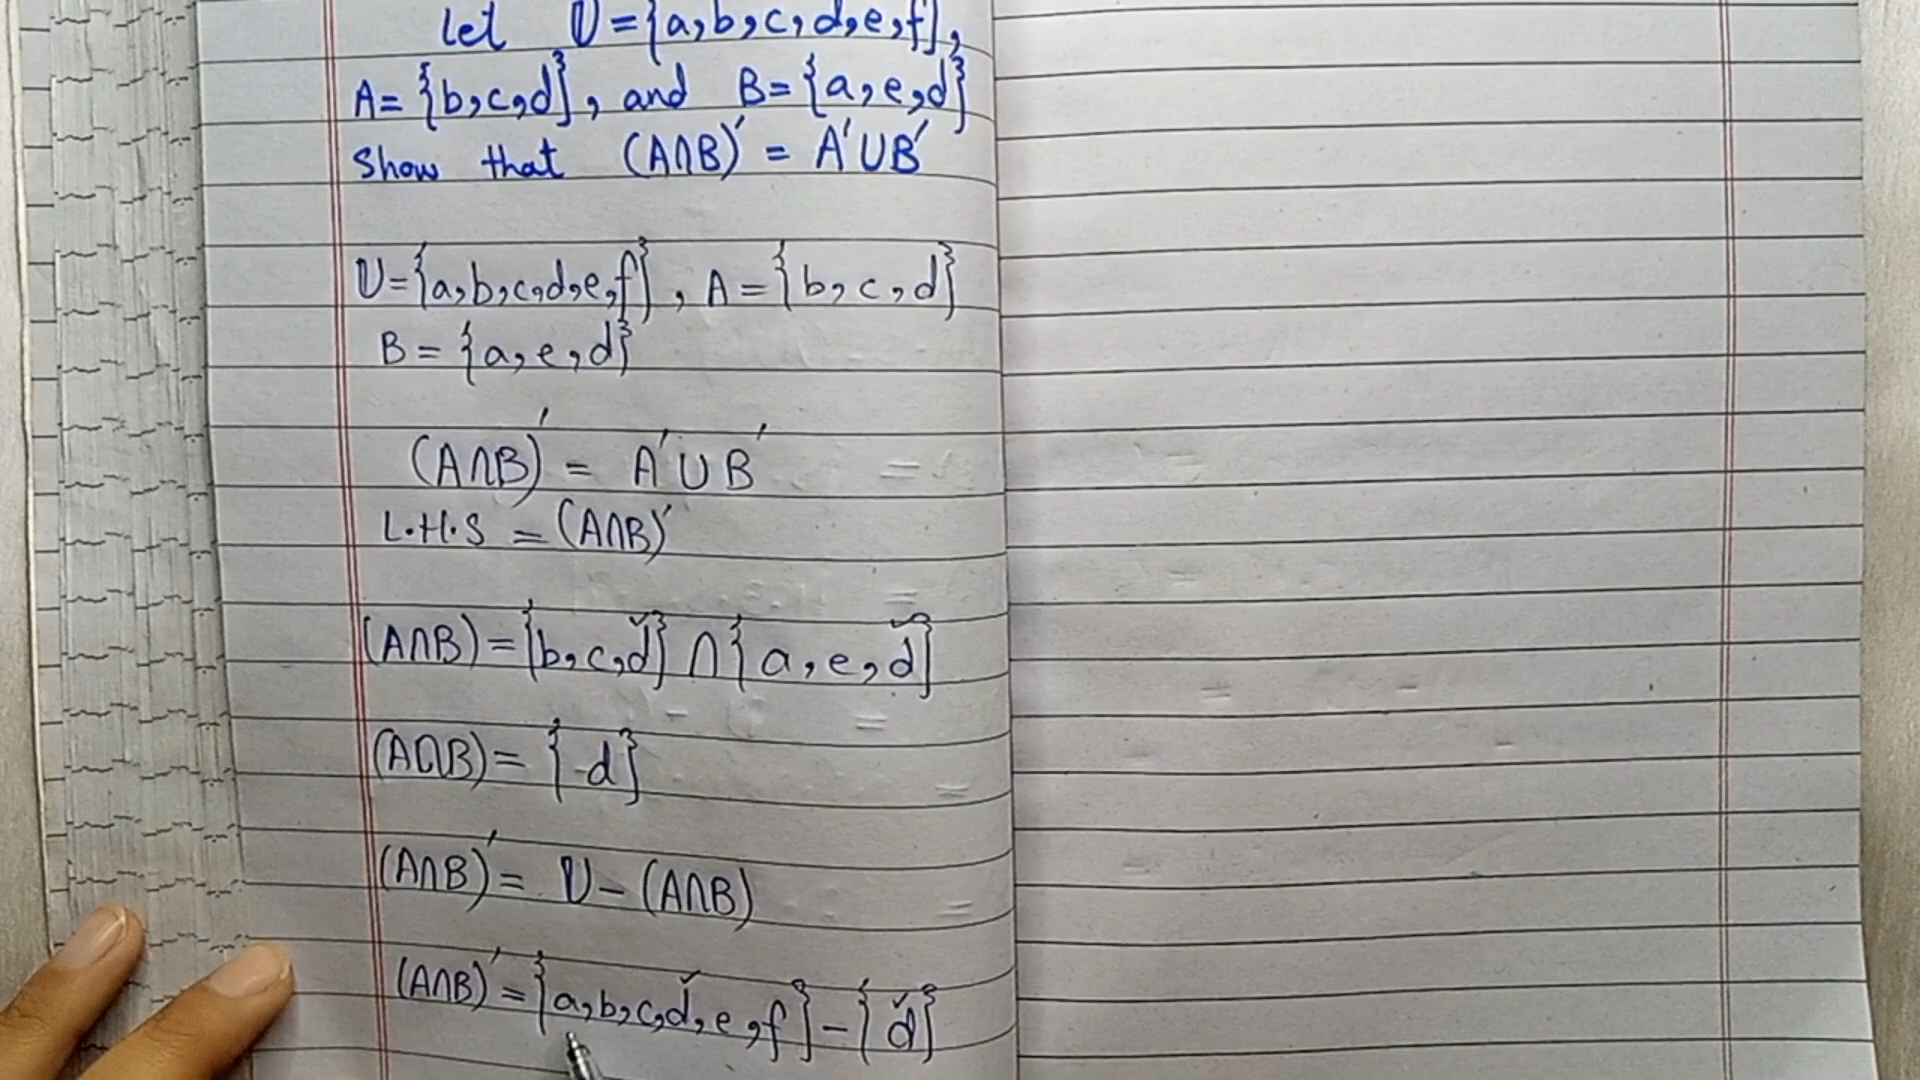 Let U={a,b,c,d,e,f},
A={b,c,d}, and B={a,e,d}
Show that (A∩B)′ = A′∪B′
U={a,b,c,d,e,f}, A={b,c,d}
B={a,e,d}
(A∩B)′ = A′∪B′
L.H.S = (A∩B)′
(A∩B)={b,c,d}∩{a,e,d}
(A∩B)={d}
(A∩B)′= U-(A∩B)
(A∩B)′={a,b,c,d,e,f}-{d}